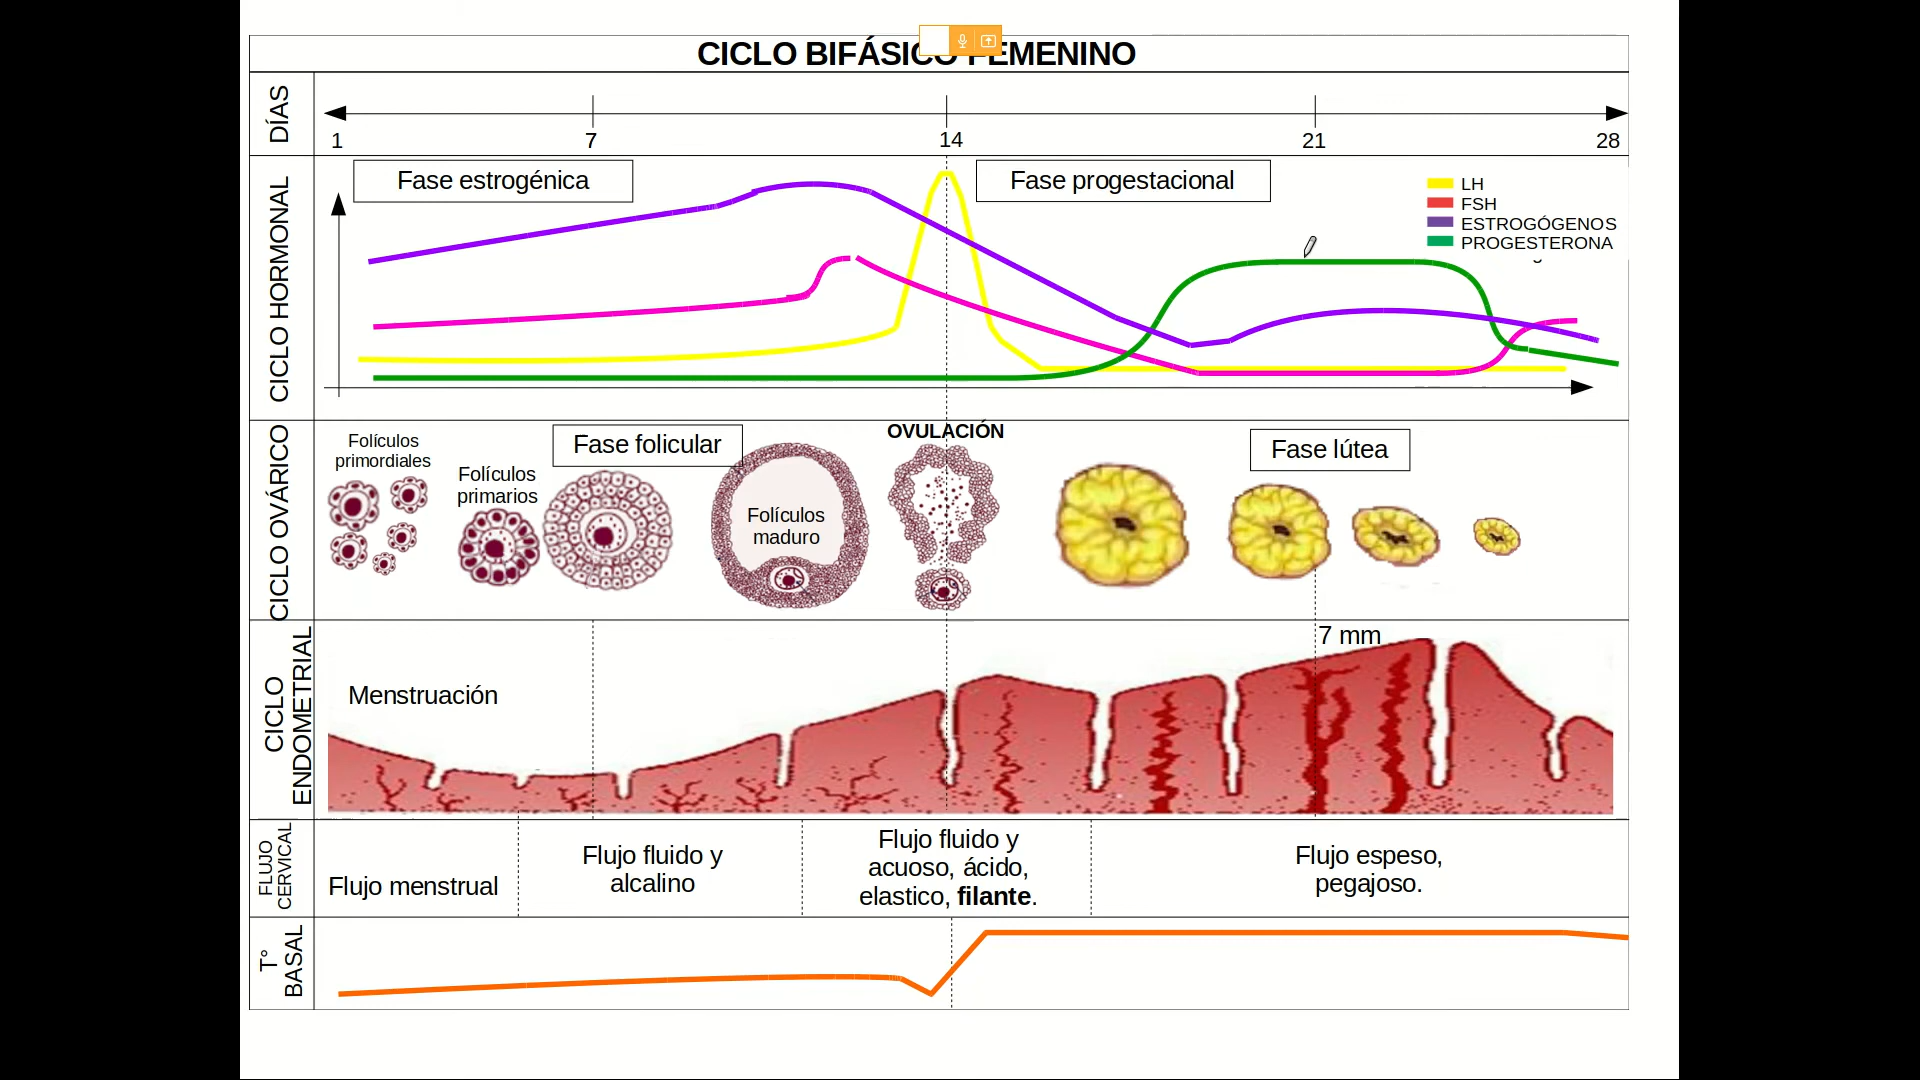 CICLO BIFÁSICO FEMENINO
DÍAS
1
7
14
21
28
CICLO HORMONAL
Fase estrogénica
Fase progestacional
LH
FSH
ESTROGÓGENOS
PROGESTERONA
CICLO OVÁRICO
Folículos
primordiales
Folículos
primarios
Fase folicular
Folículos
maduro
OVULACIÓN
Fase lútea
CICLO
ENDOMETRIAL
Menstruación
7 mm
FLUJO
CERVICAL
Flujo menstrual
Flujo fluido y
alcalino
Flujo fluido y
acuoso, ácido,
elastico, filante.
Flujo espeso,
pegajoso.
T°
BASAL